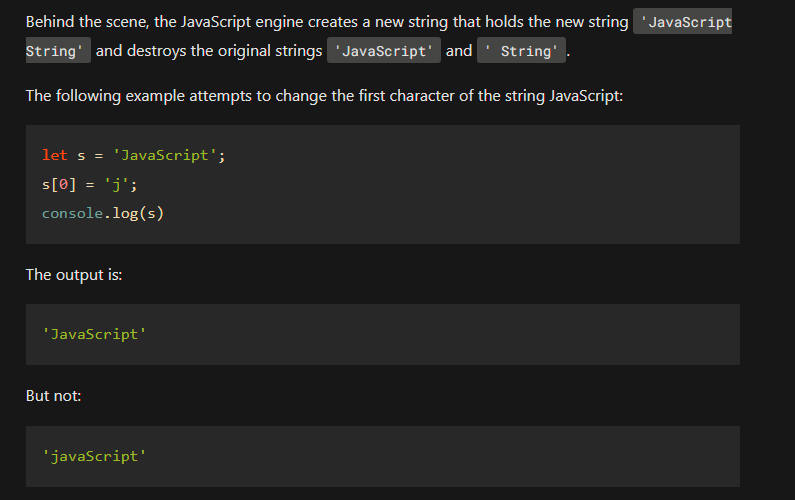 Behind the scene, the JavaScript engine creates a new string that holds the new string 'JavaScript
String' and destroys the original strings 'JavaScript' and ' String'.
The following example attempts to change the first character of the string JavaScript:
let s = 'JavaScript';
s[0] = 'j';
console.log(s)
The output is:
'JavaScript'
But not:
'javaScript'